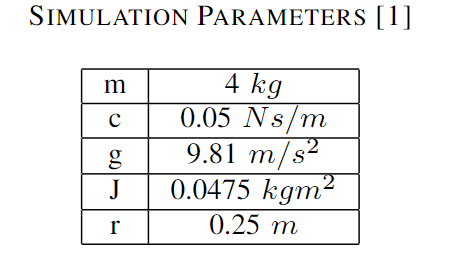 SIMULATION PARAMETERS [1]
m 4 kg
c 0.05 Ns/m
g 9.81 m/s²
J 0.0475 kgm²
r 0.25 m